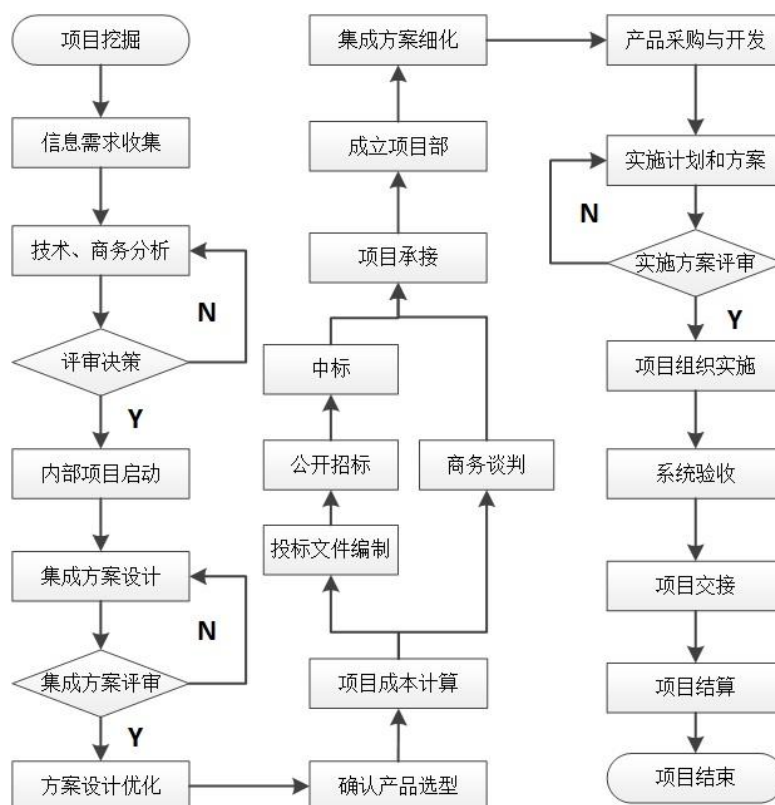 项目挖掘
信息需求收集
技术、商务分析
N
评审决策
Y
内部项目启动
集成方案设计
N
集成方案评审
Y
方案设计优化
确认产品选型
项目成本计算
投标文件编制
公开招标
中标
商务谈判
项目承接
成立项目部
集成方案细化
产品采购与开发
实施计划和方案
N
实施方案评审
Y
项目组织实施
系统验收
项目交接
项目结算
项目结束